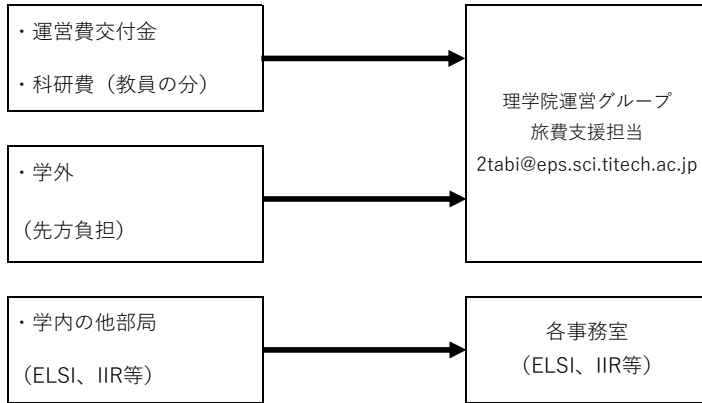 ・運営費交付金
・科研費（教員の分）
理学院運営グループ
旅費支援担当
2tabi@eps.sci.titech.ac.jp
・学外
（先方負担）
・学内の他部局
（ELSI、IIR等）
各事務室
（ELSI、IIR等）